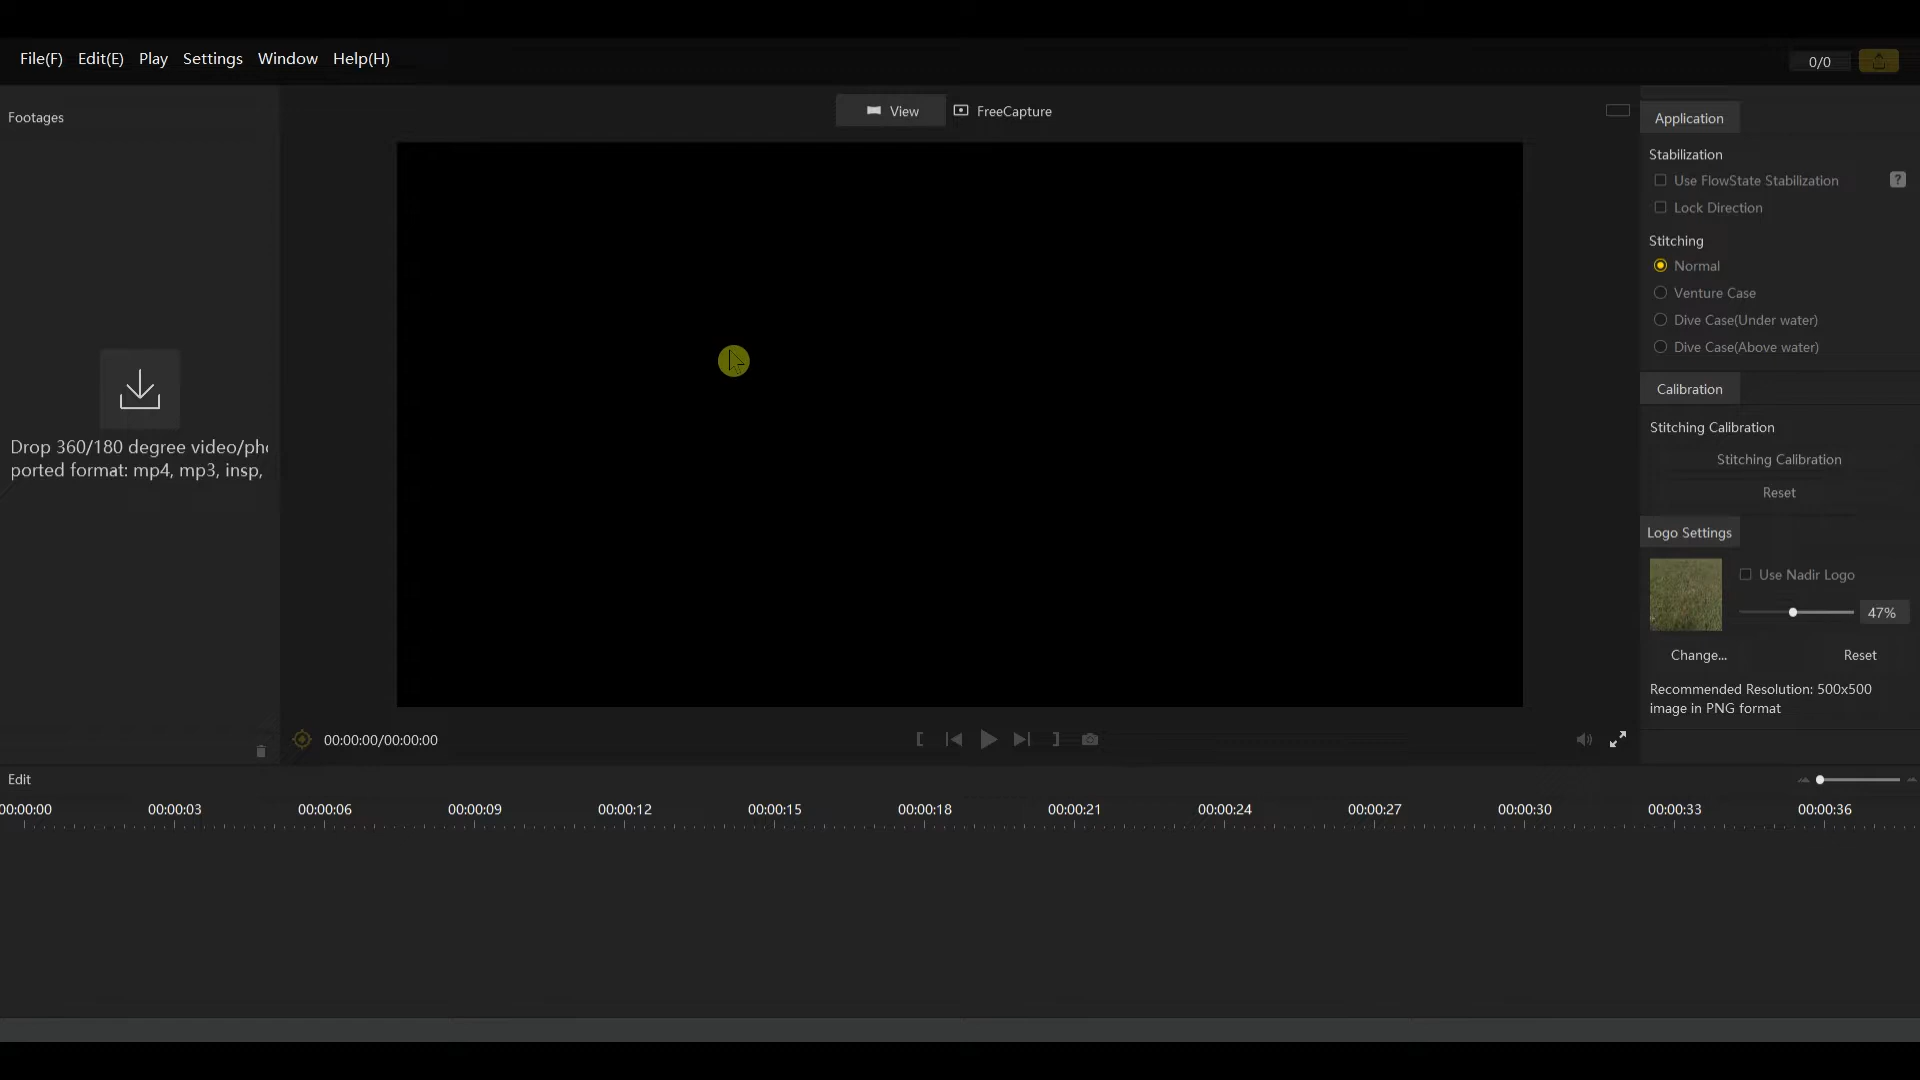 File(F) Edit(E) Play Settings Window Help(H)
0/0
Footages
View FreeCapture
Drop 360/180 degree video/pho
ported format: mp4, mp3, insp,
Application
Stabilization
Use FlowState Stabilization ?
Lock Direction
Stitching
Normal
Venture Case
Dive Case(Under water)
Dive Case(Above water)
Calibration
Stitching Calibration
Stitching Calibration
Reset
Logo Settings
Use Nadir Logo
47%
Change... Reset
Recommended Resolution: 500x500
image in PNG format
00:00:00/00:00:00
Edit
00:00:00 00:00:03 00:00:06 00:00:09 00:00:12 00:00:15 00:00:18 00:00:21 00:00:24 00:00:27 00:00:30 00:00:33 00:00:36